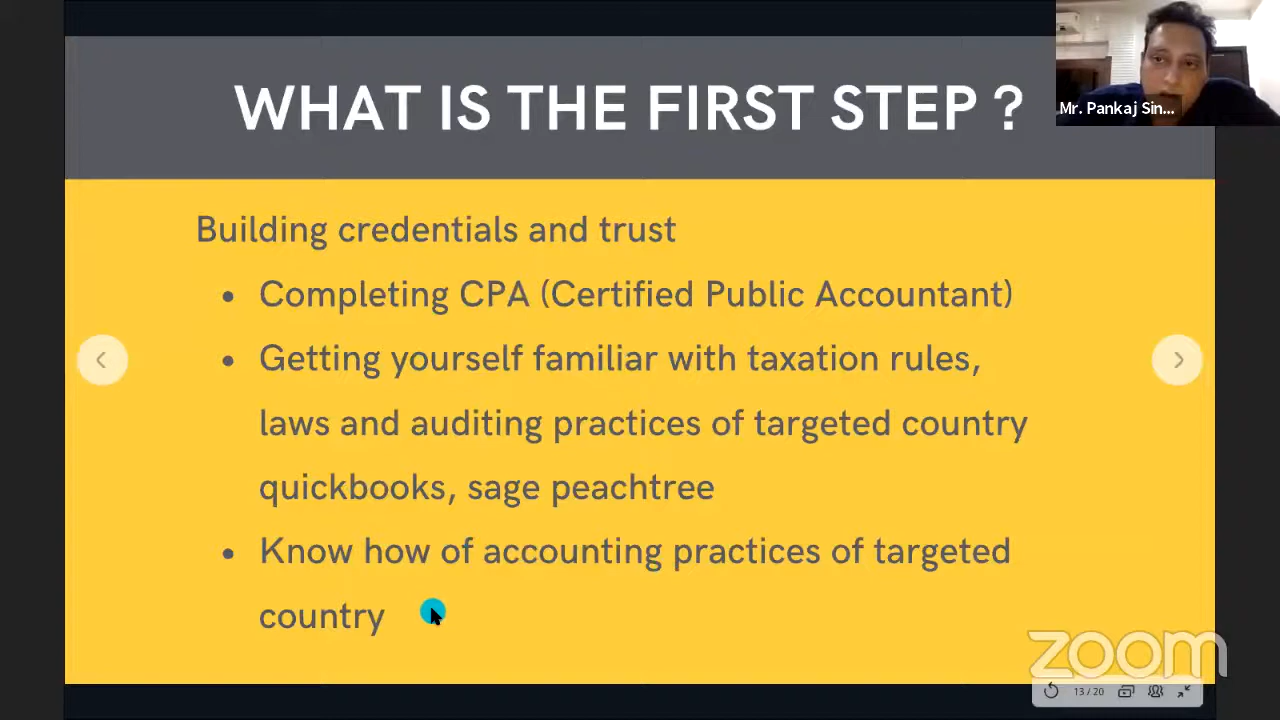 WHAT IS THE FIRST STEP ?
Mr. Pankaj Sin...
Building credentials and trust
• Completing CPA (Certified Public Accountant)
• Getting yourself familiar with taxation rules,
laws and auditing practices of targeted country
quickbooks, sage peachtree
• Know how of accounting practices of targeted
country
zoom
13 / 20